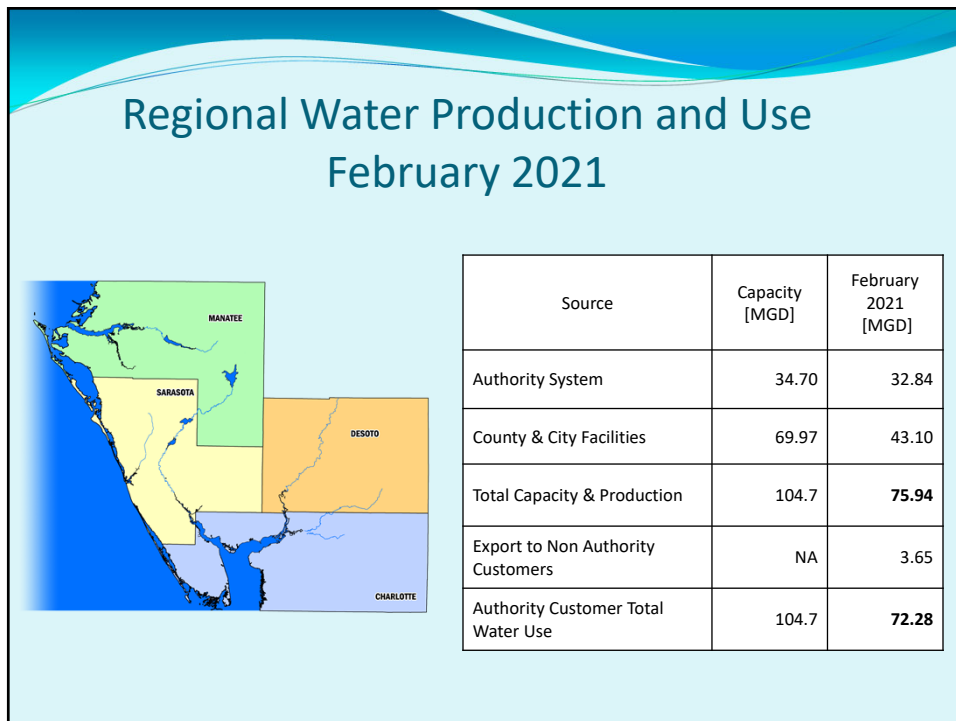 Regional Water Production and Use
February 2021
MANATEE
SARASOTA
DESOTO
CHARLOTTE
Source
Capacity
[MGD]
February
2021
[MGD]
Authority System 34.70 32.84
County & City Facilities 69.97 43.10
Total Capacity & Production 104.7 75.94
Export to Non Authority
Customers NA 3.65
Authority Customer Total
Water Use 104.7 72.28